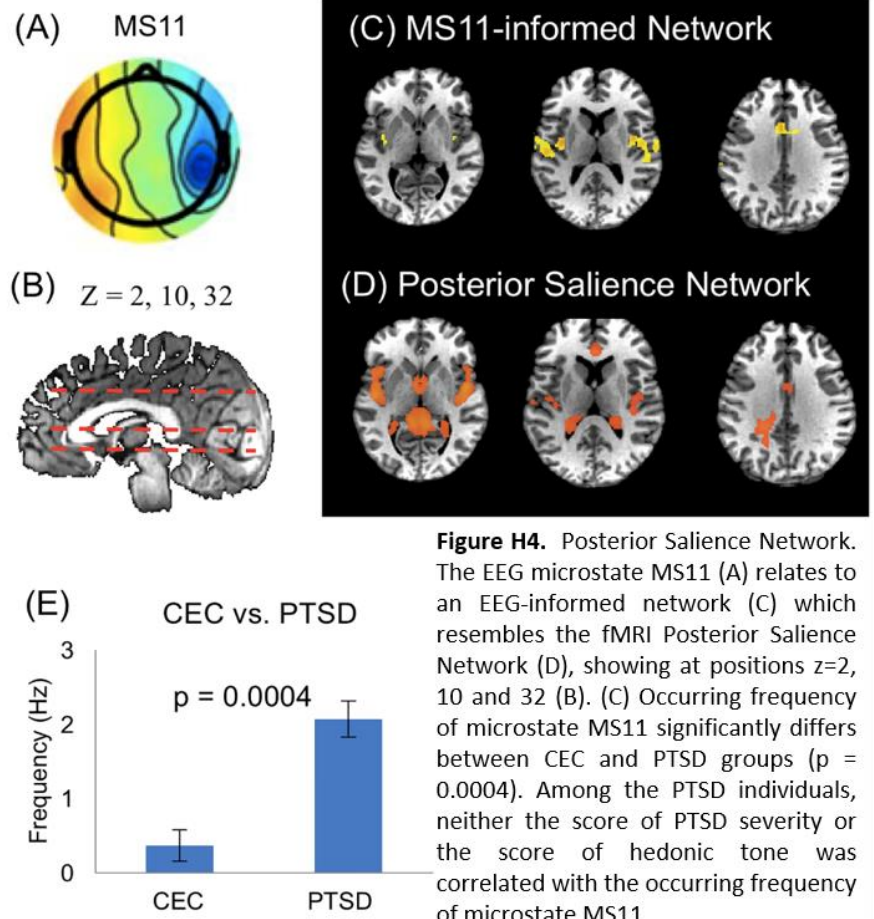 (A) MS11
(C) MS11-informed Network
(B) Z = 2, 10, 32
(D) Posterior Salience Network
Figure H4. Posterior Salience Network.
The EEG microstate MS11 (A) relates to
an EEG-informed network (C) which
resembles the fMRI Posterior Salience
Network (D), showing at positions z=2,
10 and 32 (B). (C) Occurring frequency
of microstate MS11 significantly differs
between CEC and PTSD groups (p =
0.0004). Among the PTSD individuals,
neither the score of PTSD severity or
the score of hedonic tone was
correlated with the occurring frequency
of microstate MS11
(E) CEC vs. PTSD
p = 0.0004
Frequency (Hz)
3
2
1
0
CEC PTSD